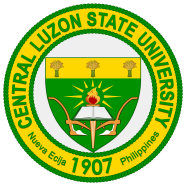 CENTRAL LUZON STATE UNIVERSITY
Nueva Ecija 1907 Philippines